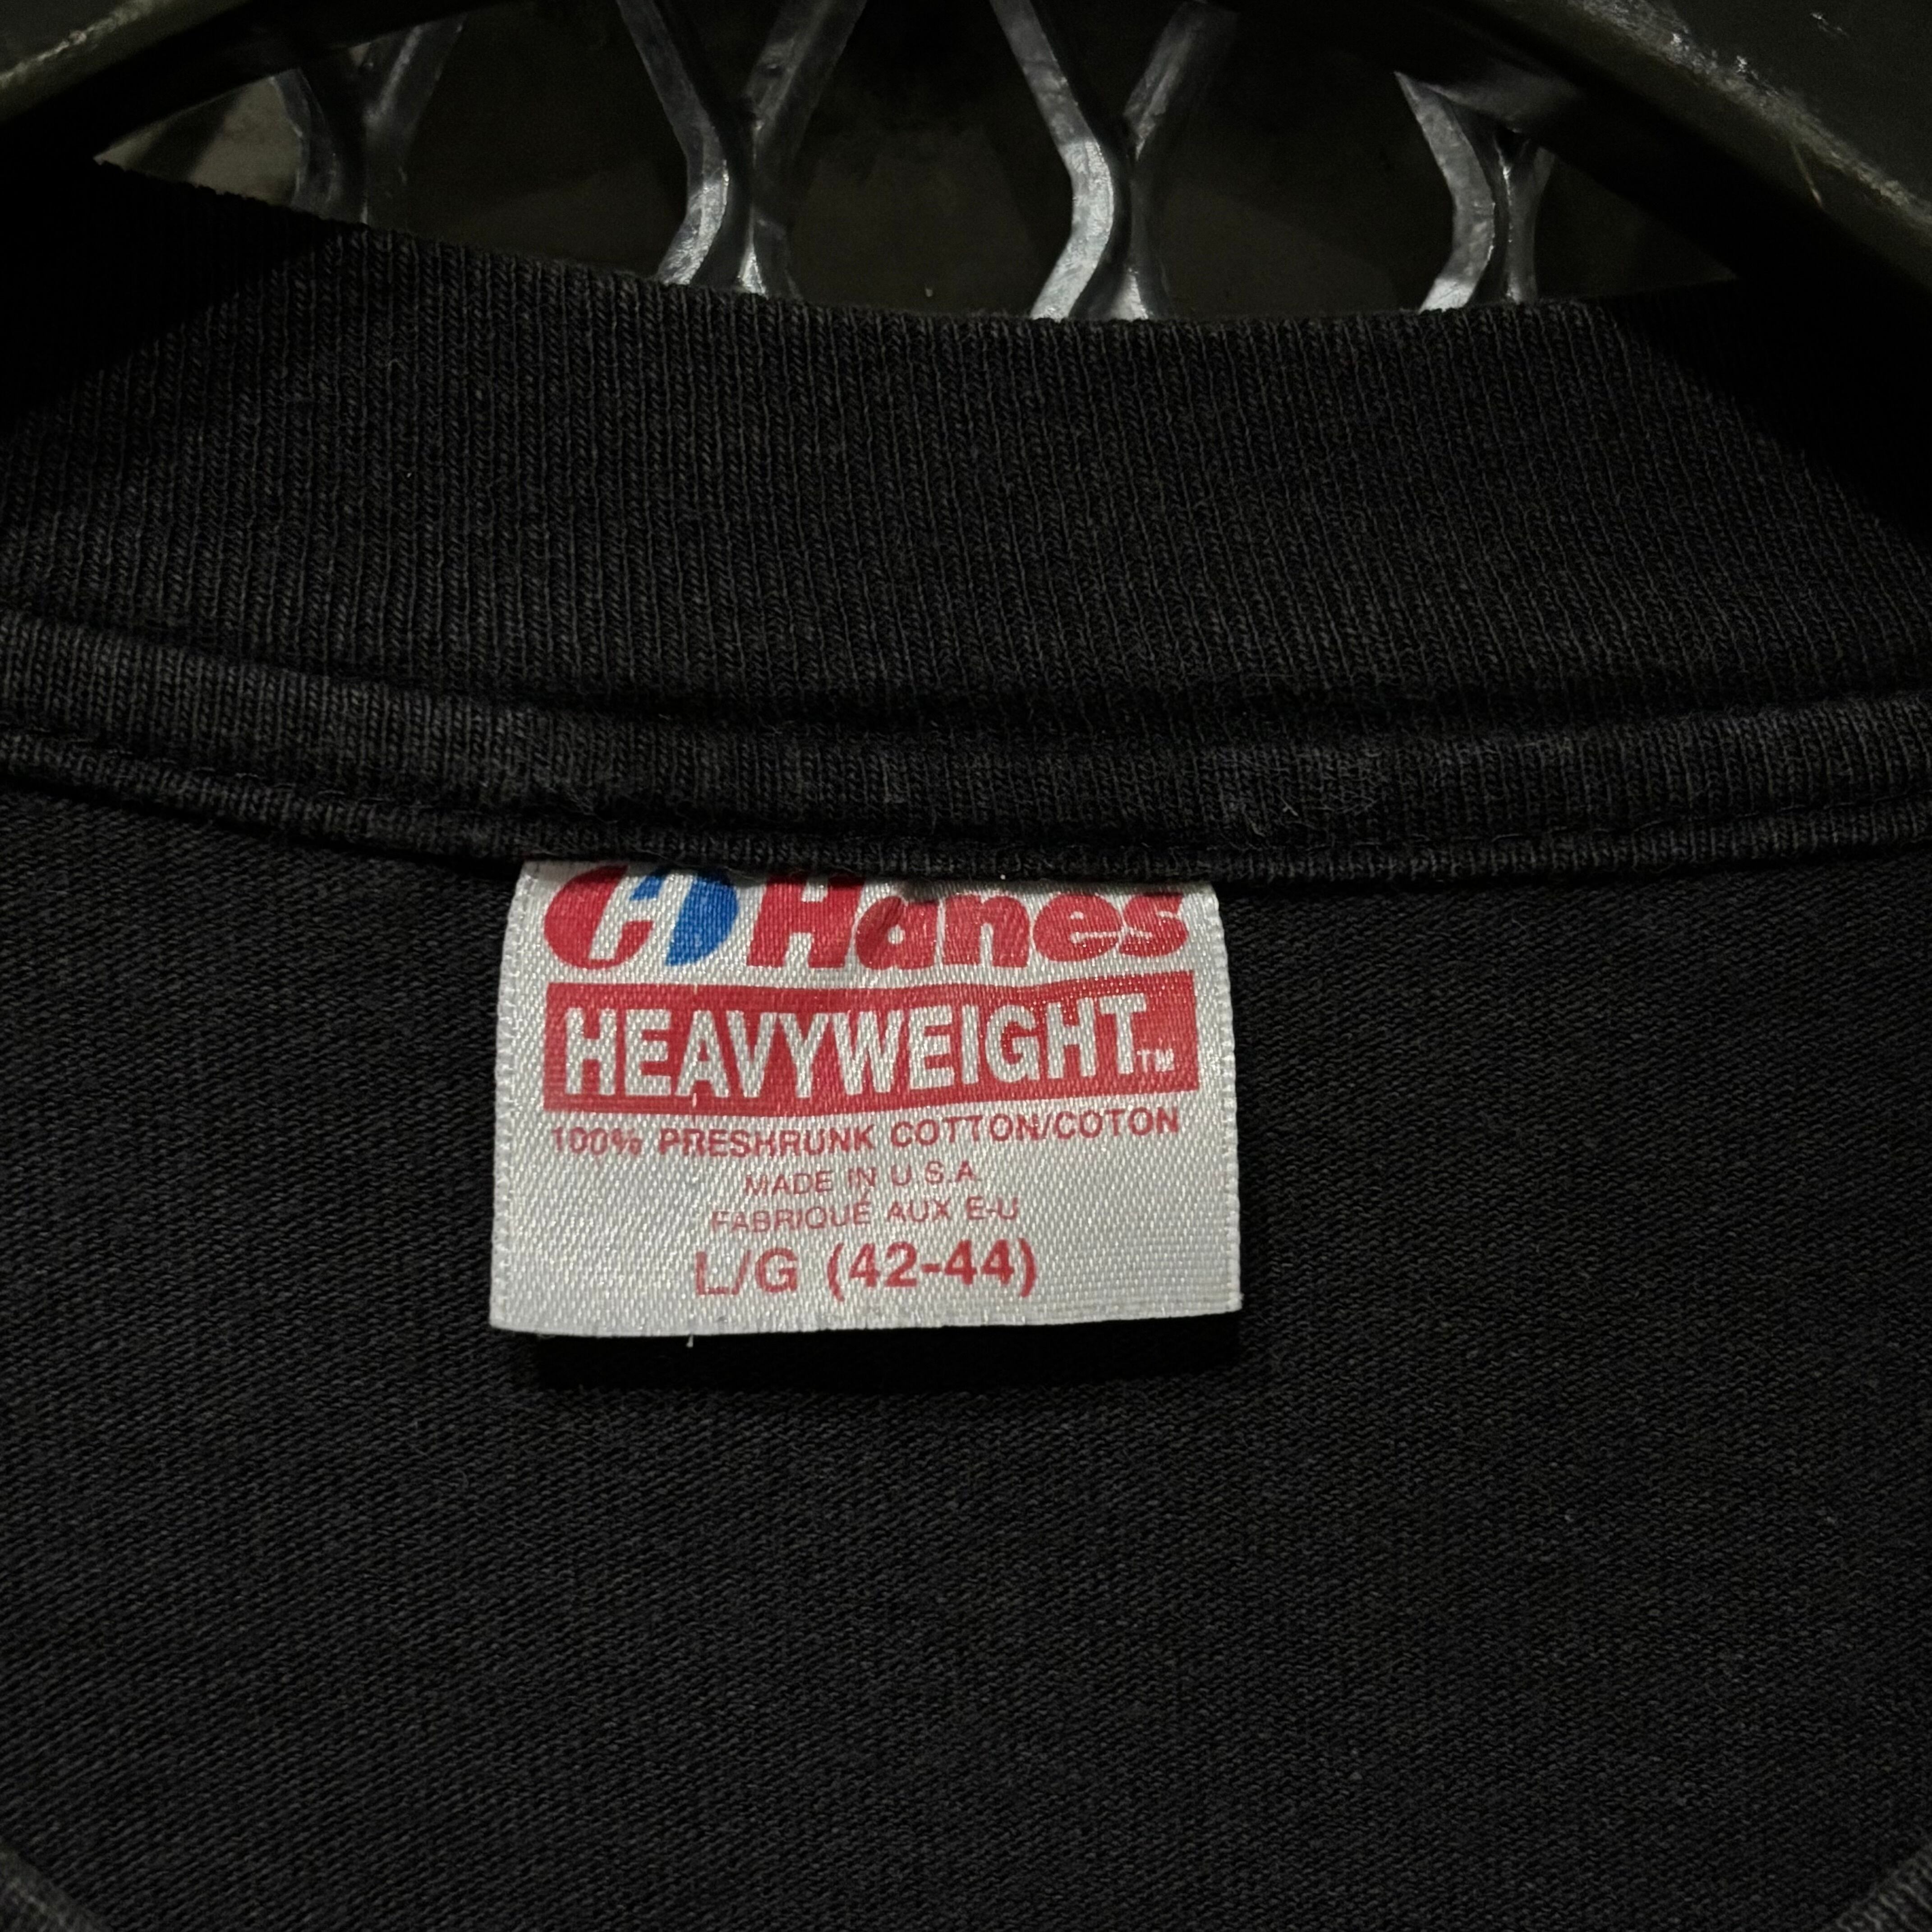 H Hanes
HEAVYWEIGHT™
100% PRESHRUNK COTTON/COTON
MADE IN U.S.A.
FABRIQUÉ AUX E-U
L/G (42-44)